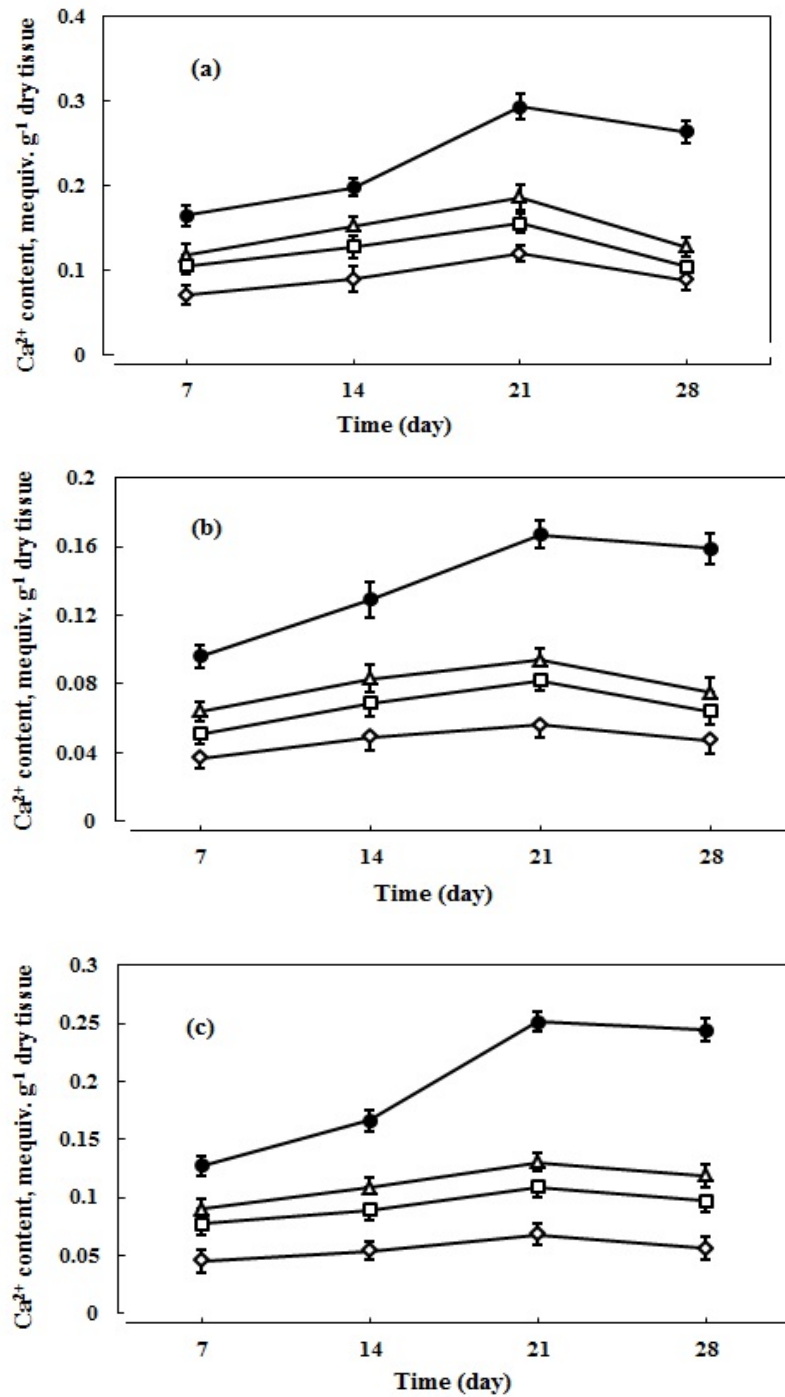 0.4
(a)
0.3
0.2
0.1
0
Ca²⁺ content, mequiv. g⁻¹ dry tissue
7 14 21 28
Time (day)
0.2
(b)
0.16
0.12
0.08
0.04
0
Ca²⁺ content, mequiv. g⁻¹ dry tissue
7 14 21 28
Time (day)
0.3
0.25
(c)
0.2
0.15
0.1
0.05
0
Ca²⁺ content, mequiv. g⁻¹ dry tissue
7 14 21 28
Time (day)